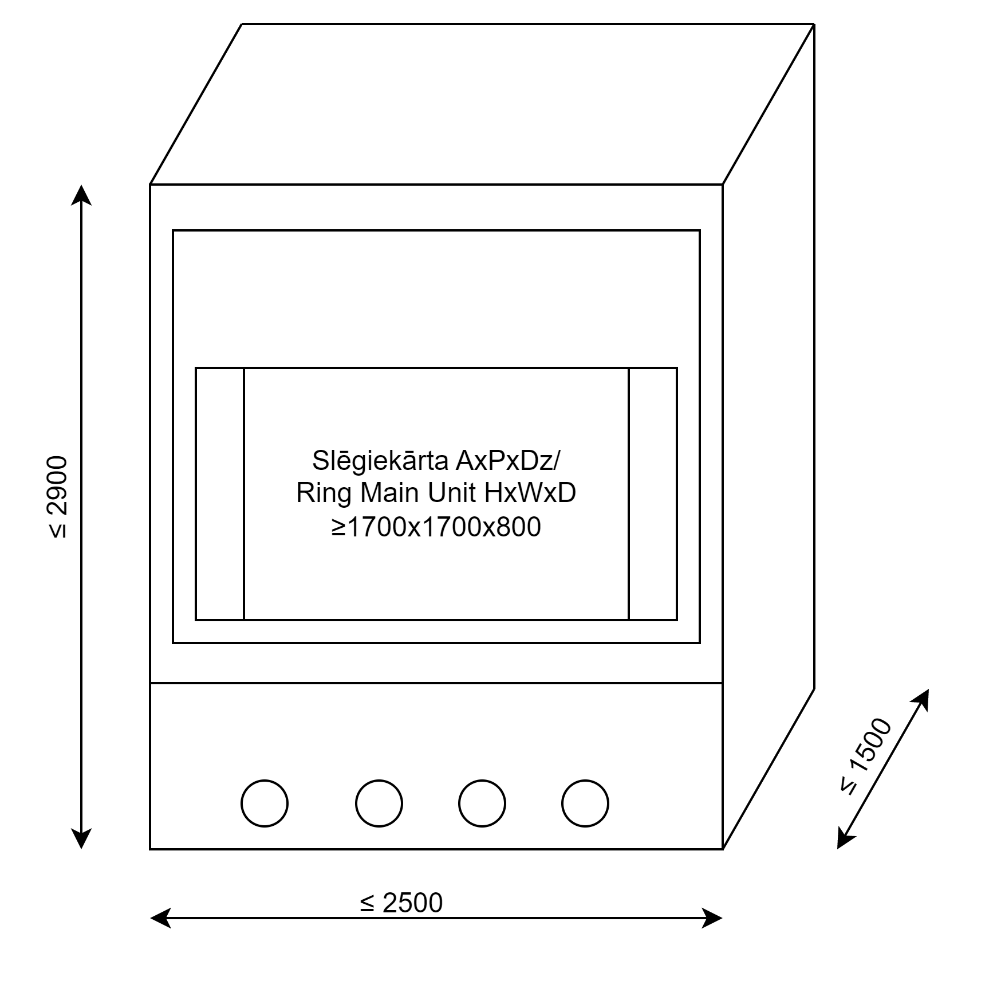 ≤ 2900
Slēgiekārta AxPxDz/
Ring Main Unit HxWxD
≥1700x1700x800
≤ 1500
≤ 2500